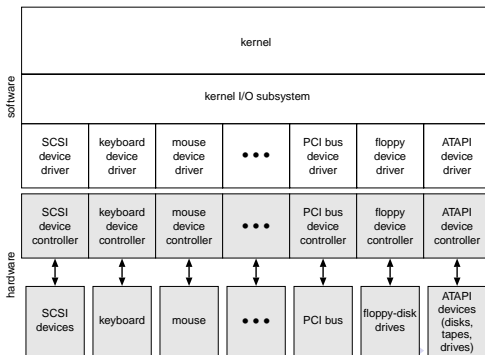 kernel
software
kernel I/O subsystem
SCSI
device
driver
keyboard
device
driver
mouse
device
driver
•••
PCI bus
device
driver
floppy
device
driver
ATAPI
device
driver
hardware
SCSI
device
controller
keyboard
device
controller
mouse
device
controller
•••
PCI bus
device
controller
floppy
device
controller
ATAPI
device
controller
SCSI
devices
keyboard
mouse
•••
PCI bus
floppy-disk
drives
ATAPI
devices
(disks,
tapes,
drives)